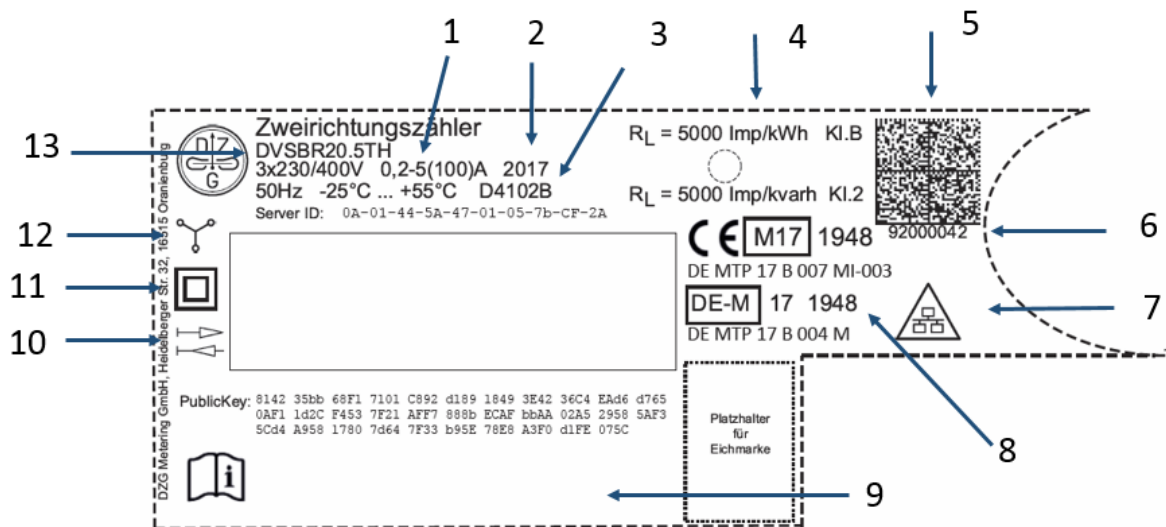 1
2
3
4
5
13
12
11
10
6
7
8
9
DZG Metering GmbH, Heidelberger Str. 32, 16515 Oranienburg
D Z
G
Zweirichtungszähler
DVSBR20.5TH
3x230/400V 0,2-5(100)A 2017
50Hz -25°C ... +55°C D4102B
Server ID: 0A-01-44-5A-47-01-05-7b-CF-2A
RL = 5000 Imp/kWh Kl.B
RL = 5000 Imp/kvarh Kl.2
92000042
CE M17 1948
DE MTP 17 B 007 MI-003
DE-M 17 1948
DE MTP 17 B 004 M
PublicKey: 8142 35bb 68F1 7101 C892 d189 1849 3E42 36C4 EAd6 d765
0AF1 1d2C F453 7F21 AFF7 888b ECAF bbAA 02A5 2958 5AF3
5Cd4 A958 1780 7d64 7F33 b95E 78E8 A3F0 d1FE 075C
Platzhalter
für
Eichmarke
i